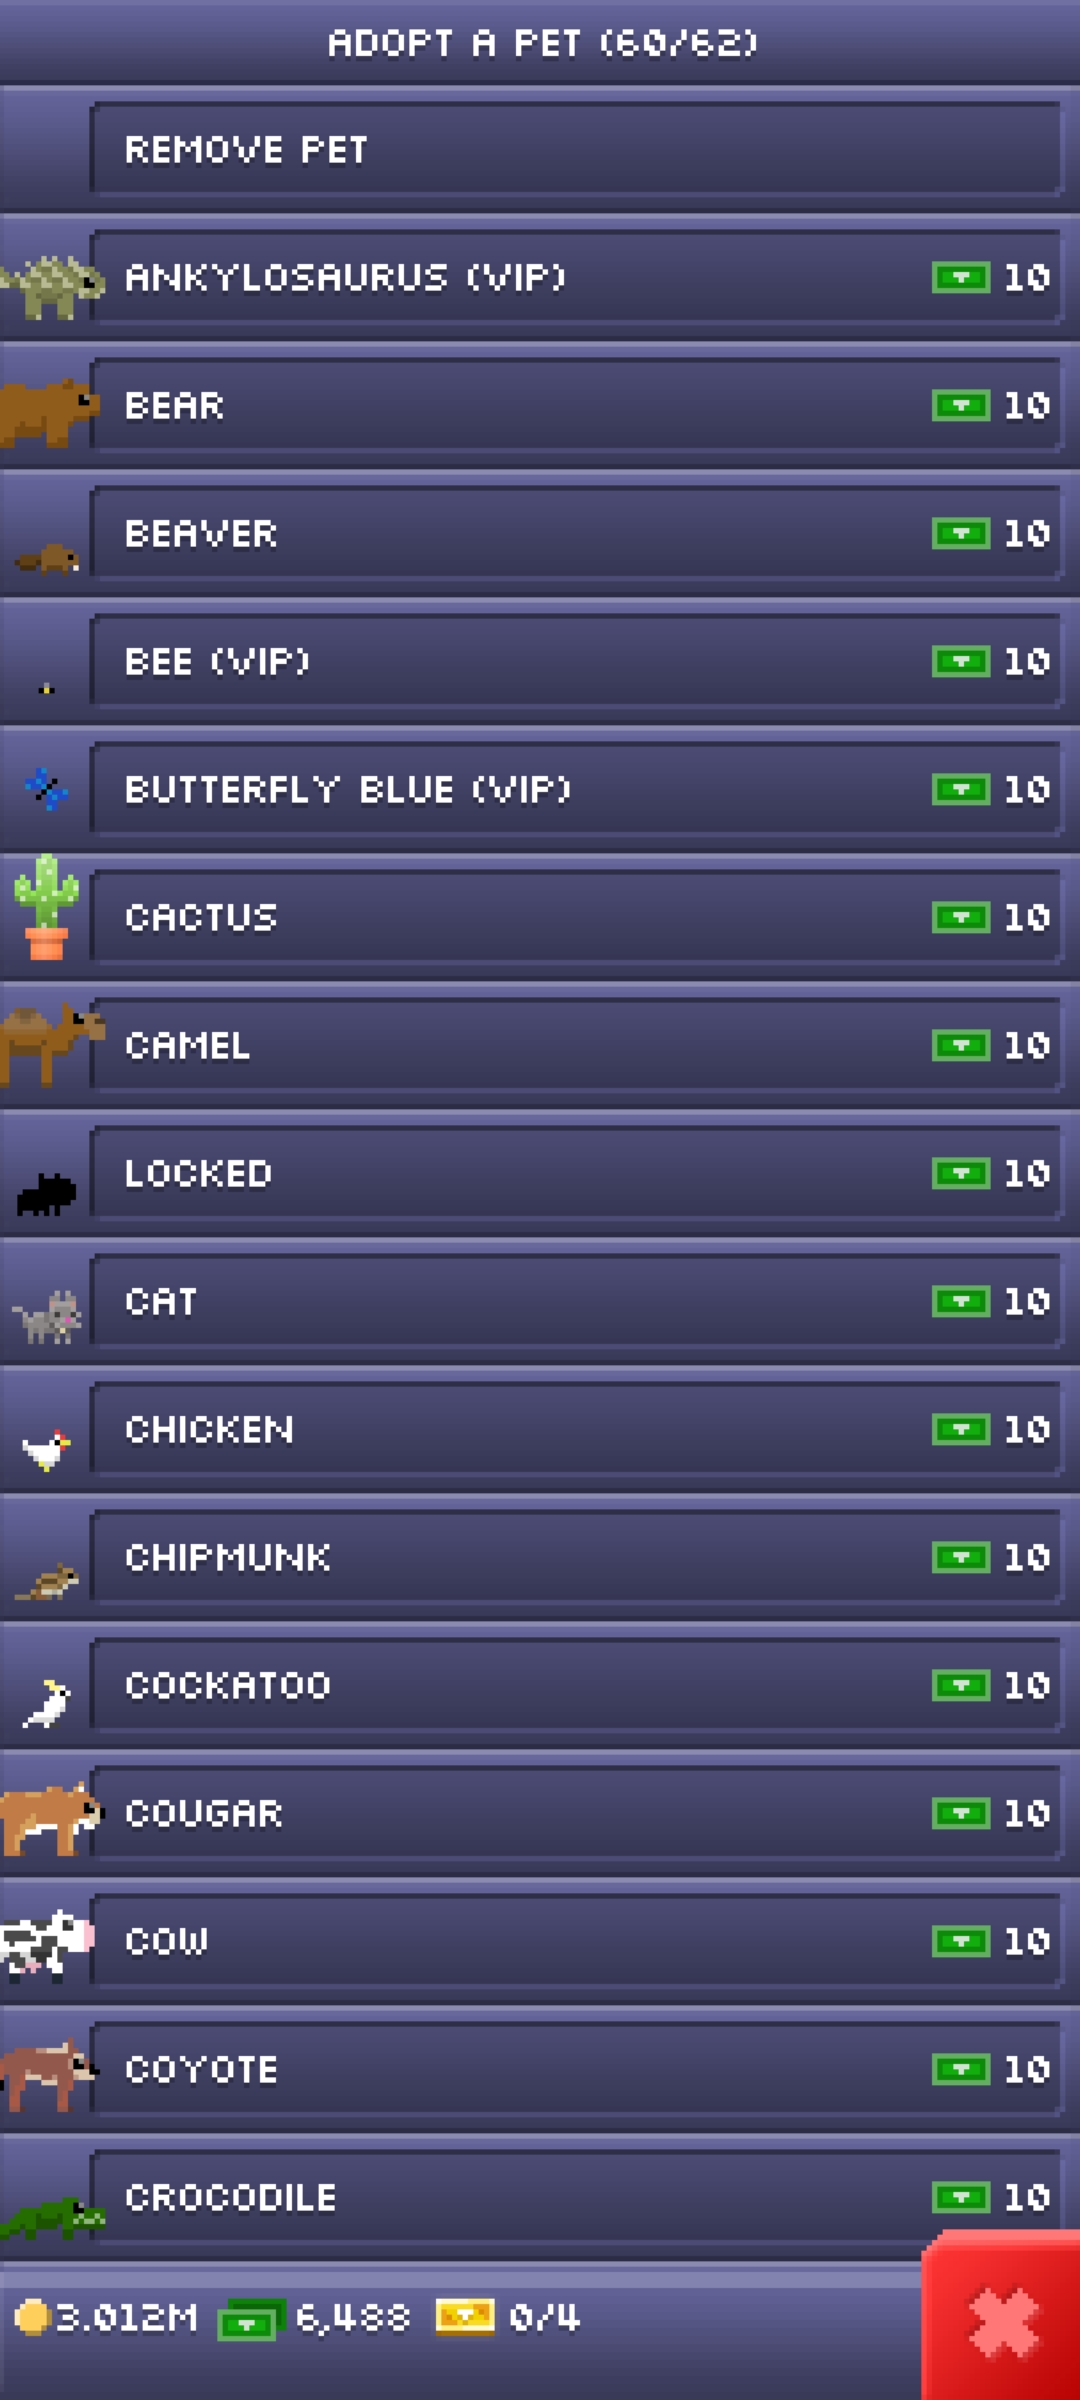 ADOPT A PET (60/62)
REMOVE PET
ANKYLOSAURUS (VIP) 10
BEAR 10
BEAVER 10
BEE (VIP) 10
BUTTERFLY BLUE (VIP) 10
CACTUS 10
CAMEL 10
LOCKED 10
CAT 10
CHICKEN 10
CHIPMUNK 10
COCKATOO 10
COUGAR 10
COW 10
COYOTE 10
CROCODILE 10
3.012M 6,488 0/4